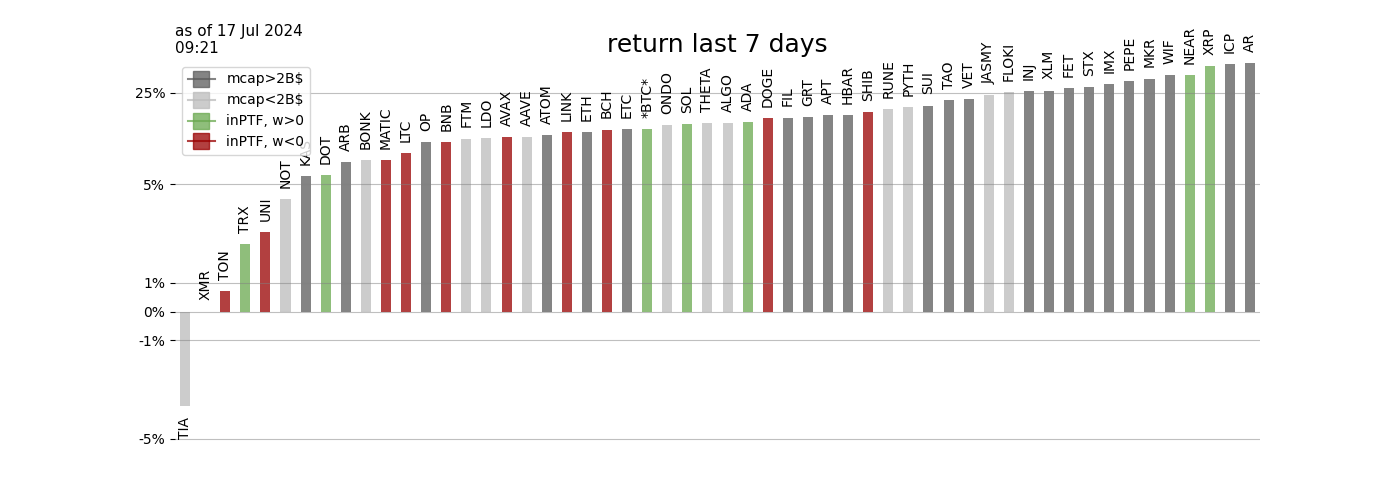 as of 17 Jul 2024
09:21
return last 7 days
mcap>2B$
mcap<2B$
inPTF, w>0
inPTF, w<0
25%
5%
1%
0%
-1%
-5%
TIA
XMR
TON
TRX
UNI
NOT
KAS
DOT
ARB
BONK
MATIC
LTC
OP
BNB
FTM
LDO
AVAX
AAVE
ATOM
LINK
ETH
BCH
ETC
*BTC*
ONDO
SOL
THETA
ALGO
ADA
DOGE
FIL
GRT
APT
HBAR
SHIB
RUNE
PYTH
SUI
TAO
VET
JASMY
FLOKI
INJ
XLM
FET
STX
IMX
PEPE
MKR
WIF
NEAR
XRP
ICP
AR